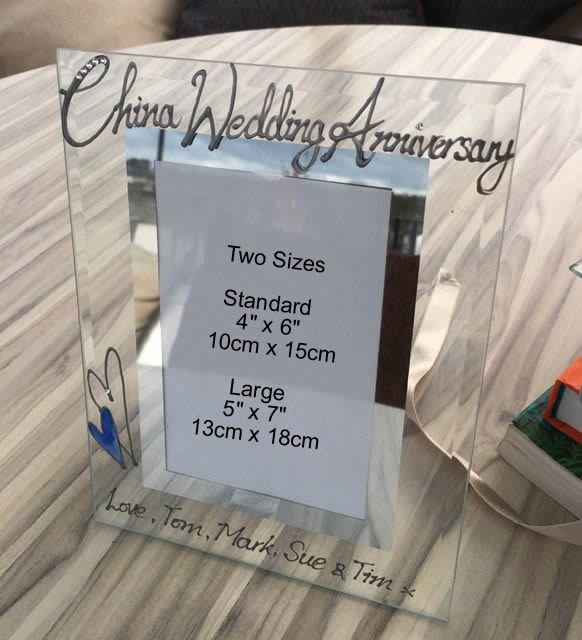 China Wedding Anniversary
Two Sizes
Standard
4" x 6"
10cm x 15cm
Large
5" x 7"
13cm x 18cm
Love, Tom, Mark, Sue & Tim x